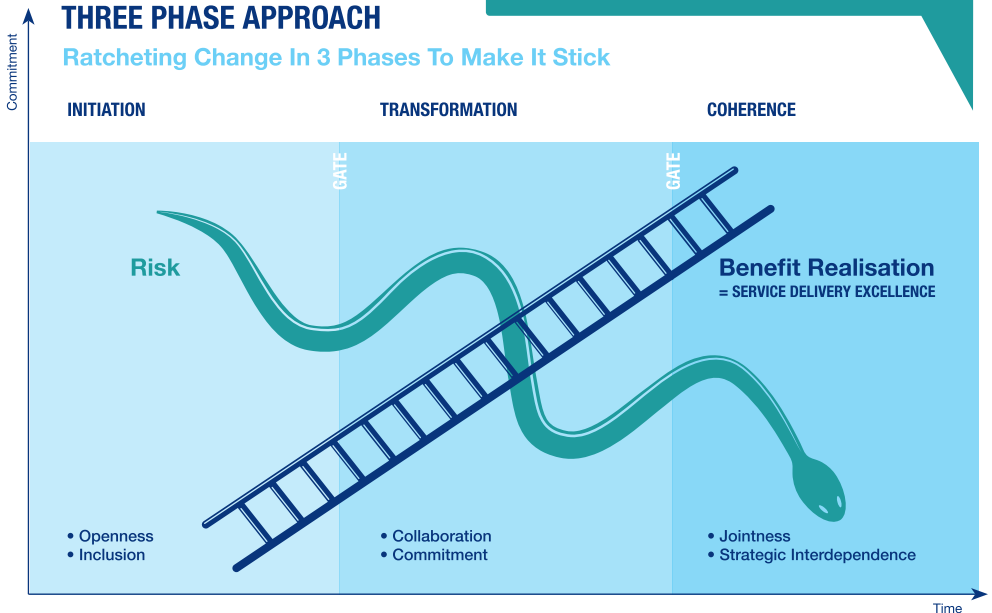 THREE PHASE APPROACH
Ratcheting Change In 3 Phases To Make It Stick
Commitment
INITIATION
TRANSFORMATION
COHERENCE
GATE
GATE
Risk
Benefit Realisation
= SERVICE DELIVERY EXCELLENCE
• Openness
• Inclusion
• Collaboration
• Commitment
• Jointness
• Strategic Interdependence
Time